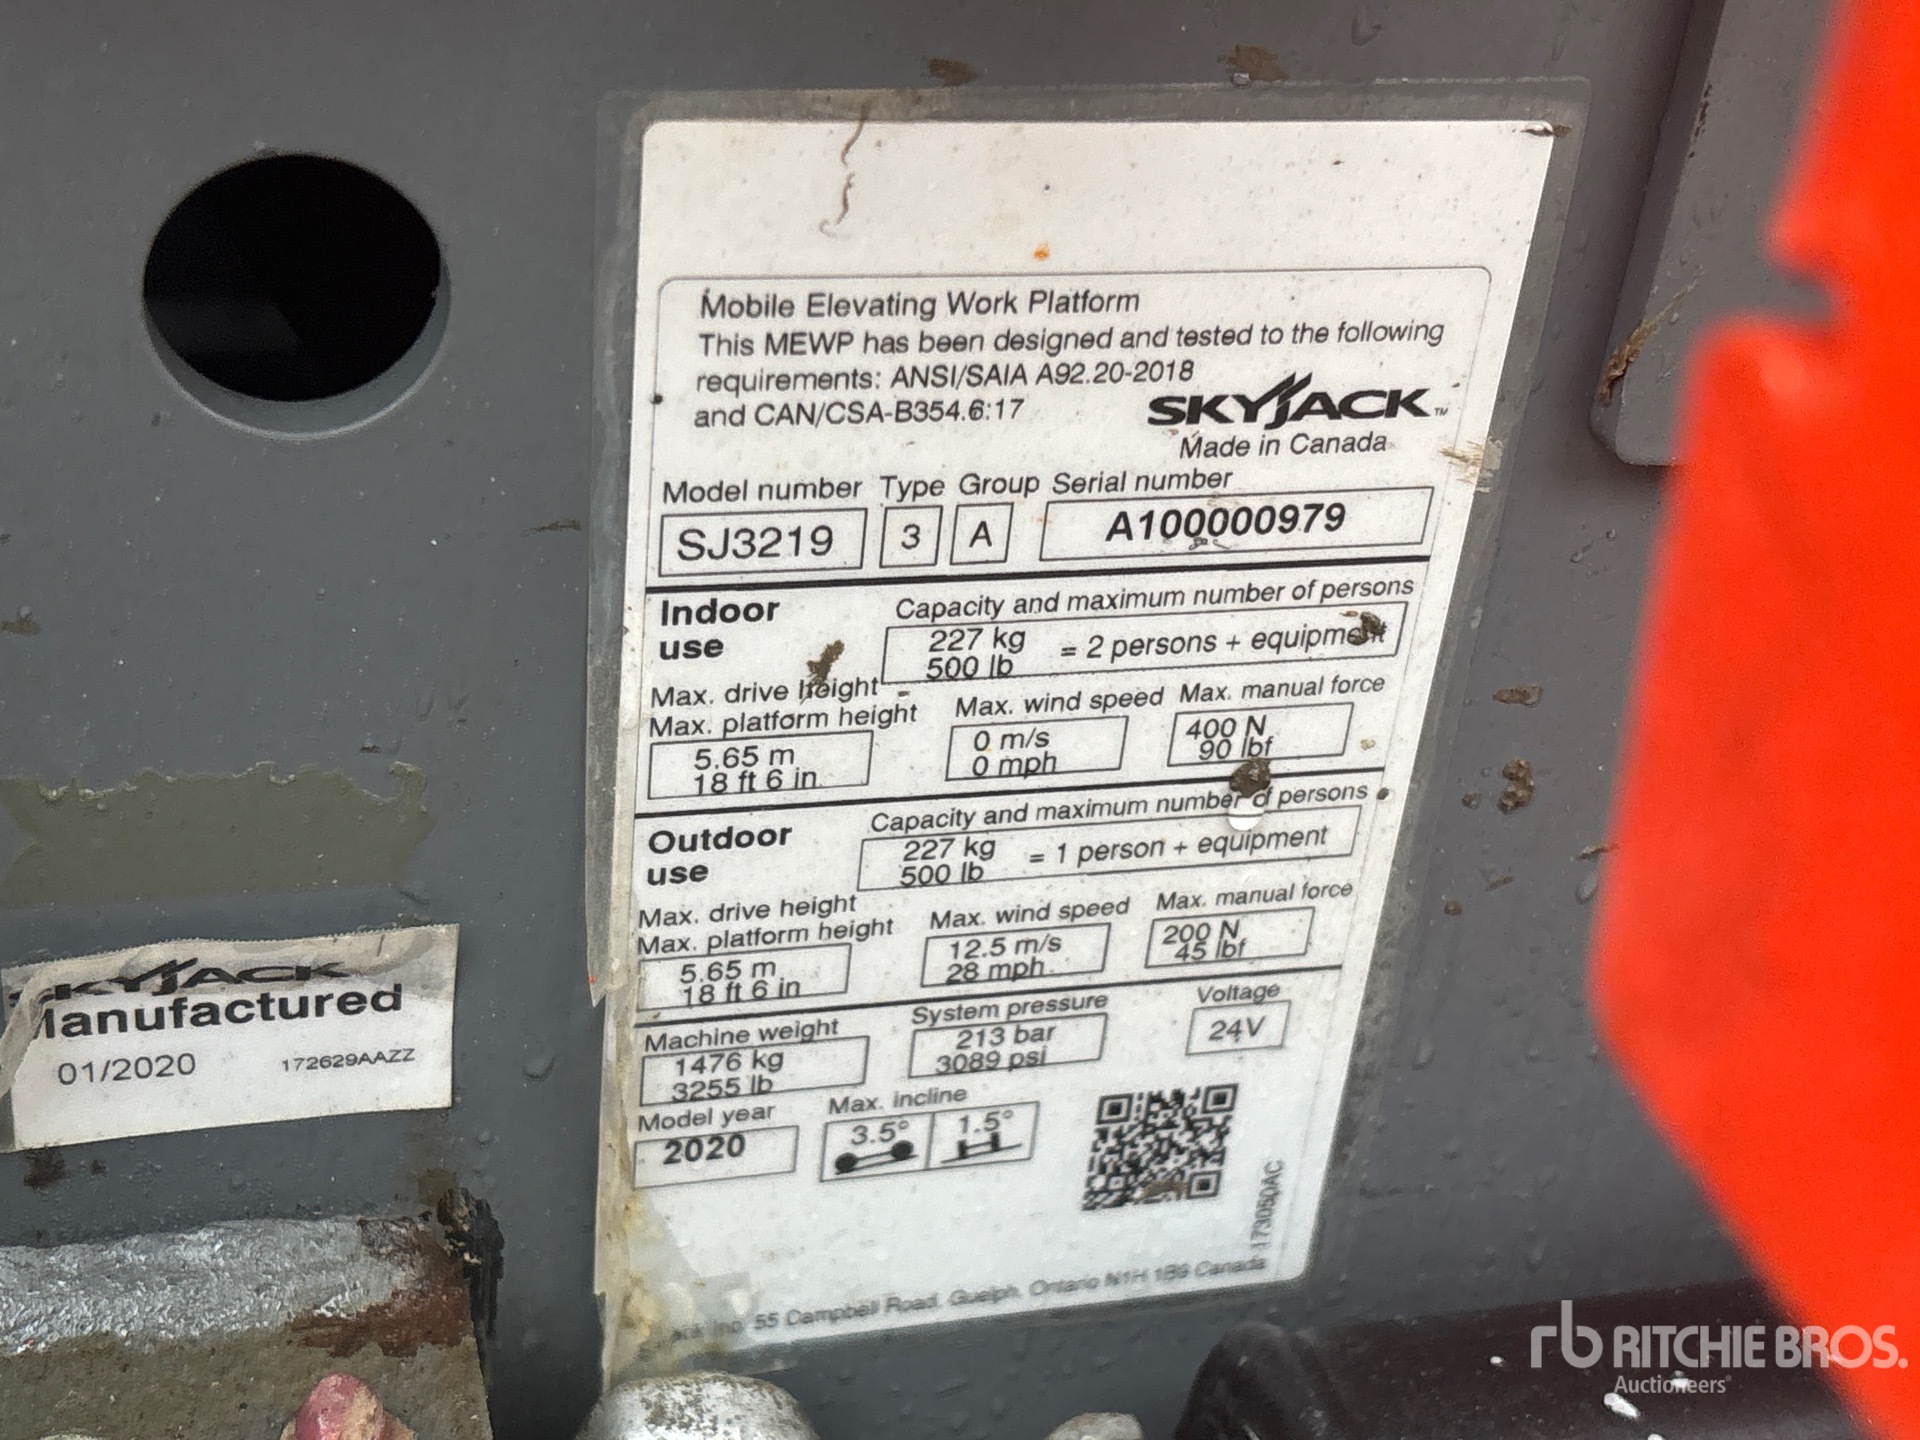 Mobile Elevating Work Platform
This MEWP has been designed and tested to the following
requirements: ANSI/SAIA A92.20-2018
and CAN/CSA-B354.6:17
SKYJACK™
Made in Canada
Model number Type Group Serial number
SJ3219 3 A A100000979
Indoor
use
Capacity and maximum number of persons
227 kg
500 lb
= 2 persons + equipment
Max. drive height
Max. platform height
5.65 m
18 ft 6 in
Max. wind speed
0 m/s
0 mph
Max. manual force
400 N
90 lbf
Outdoor
use
Capacity and maximum number of persons
227 kg
500 lb
= 1 person + equipment
Max. drive height
Max. platform height
5.65 m
18 ft 6 in
Max. wind speed
12.5 m/s
28 mph
Max. manual force
200 N
45 lbf
Machine weight
1476 kg
3255 lb
System pressure
213 bar
3089 psi
Voltage
24V
Model year
2020
Max. incline
3.5° 1.5°
173050AC
55 Campbell Road, Guelph, Ontario N1H 1B9 Canada
SKYJACK
Manufactured
01/2020 172629AAZZ
rb RITCHIE BROS.
Auctioneers